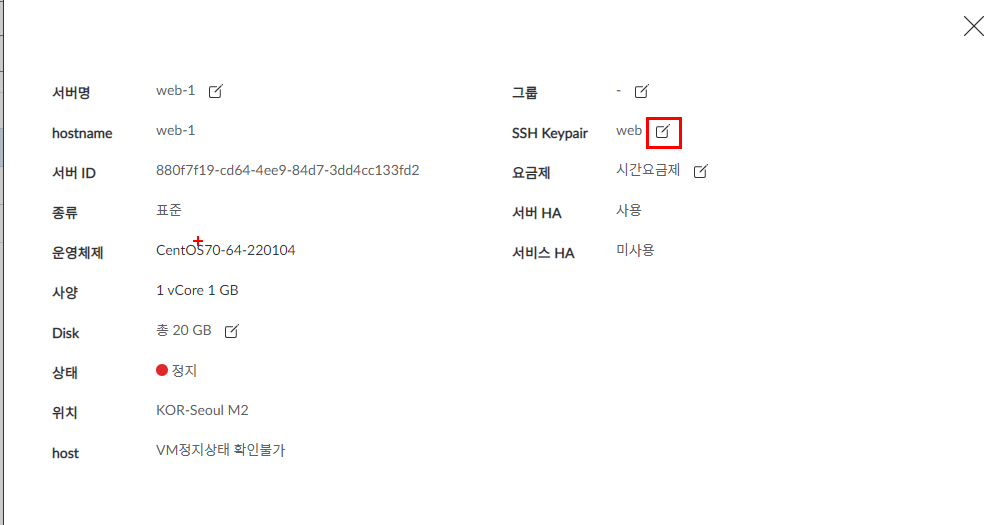 서버명 web-1
hostname web-1
서버 ID 880f7f19-cd64-4ee9-84d7-3dd4cc133fd2
종류 표준
운영체제 CentOS70-64-220104
사양 1 vCore 1 GB
Disk 총 20 GB
상태 정지
위치 KOR-Seoul M2
host VM정지상태 확인불가
그룹 -
SSH Keypair web
요금제 시간요금제
서버 HA 사용
서비스 HA 미사용